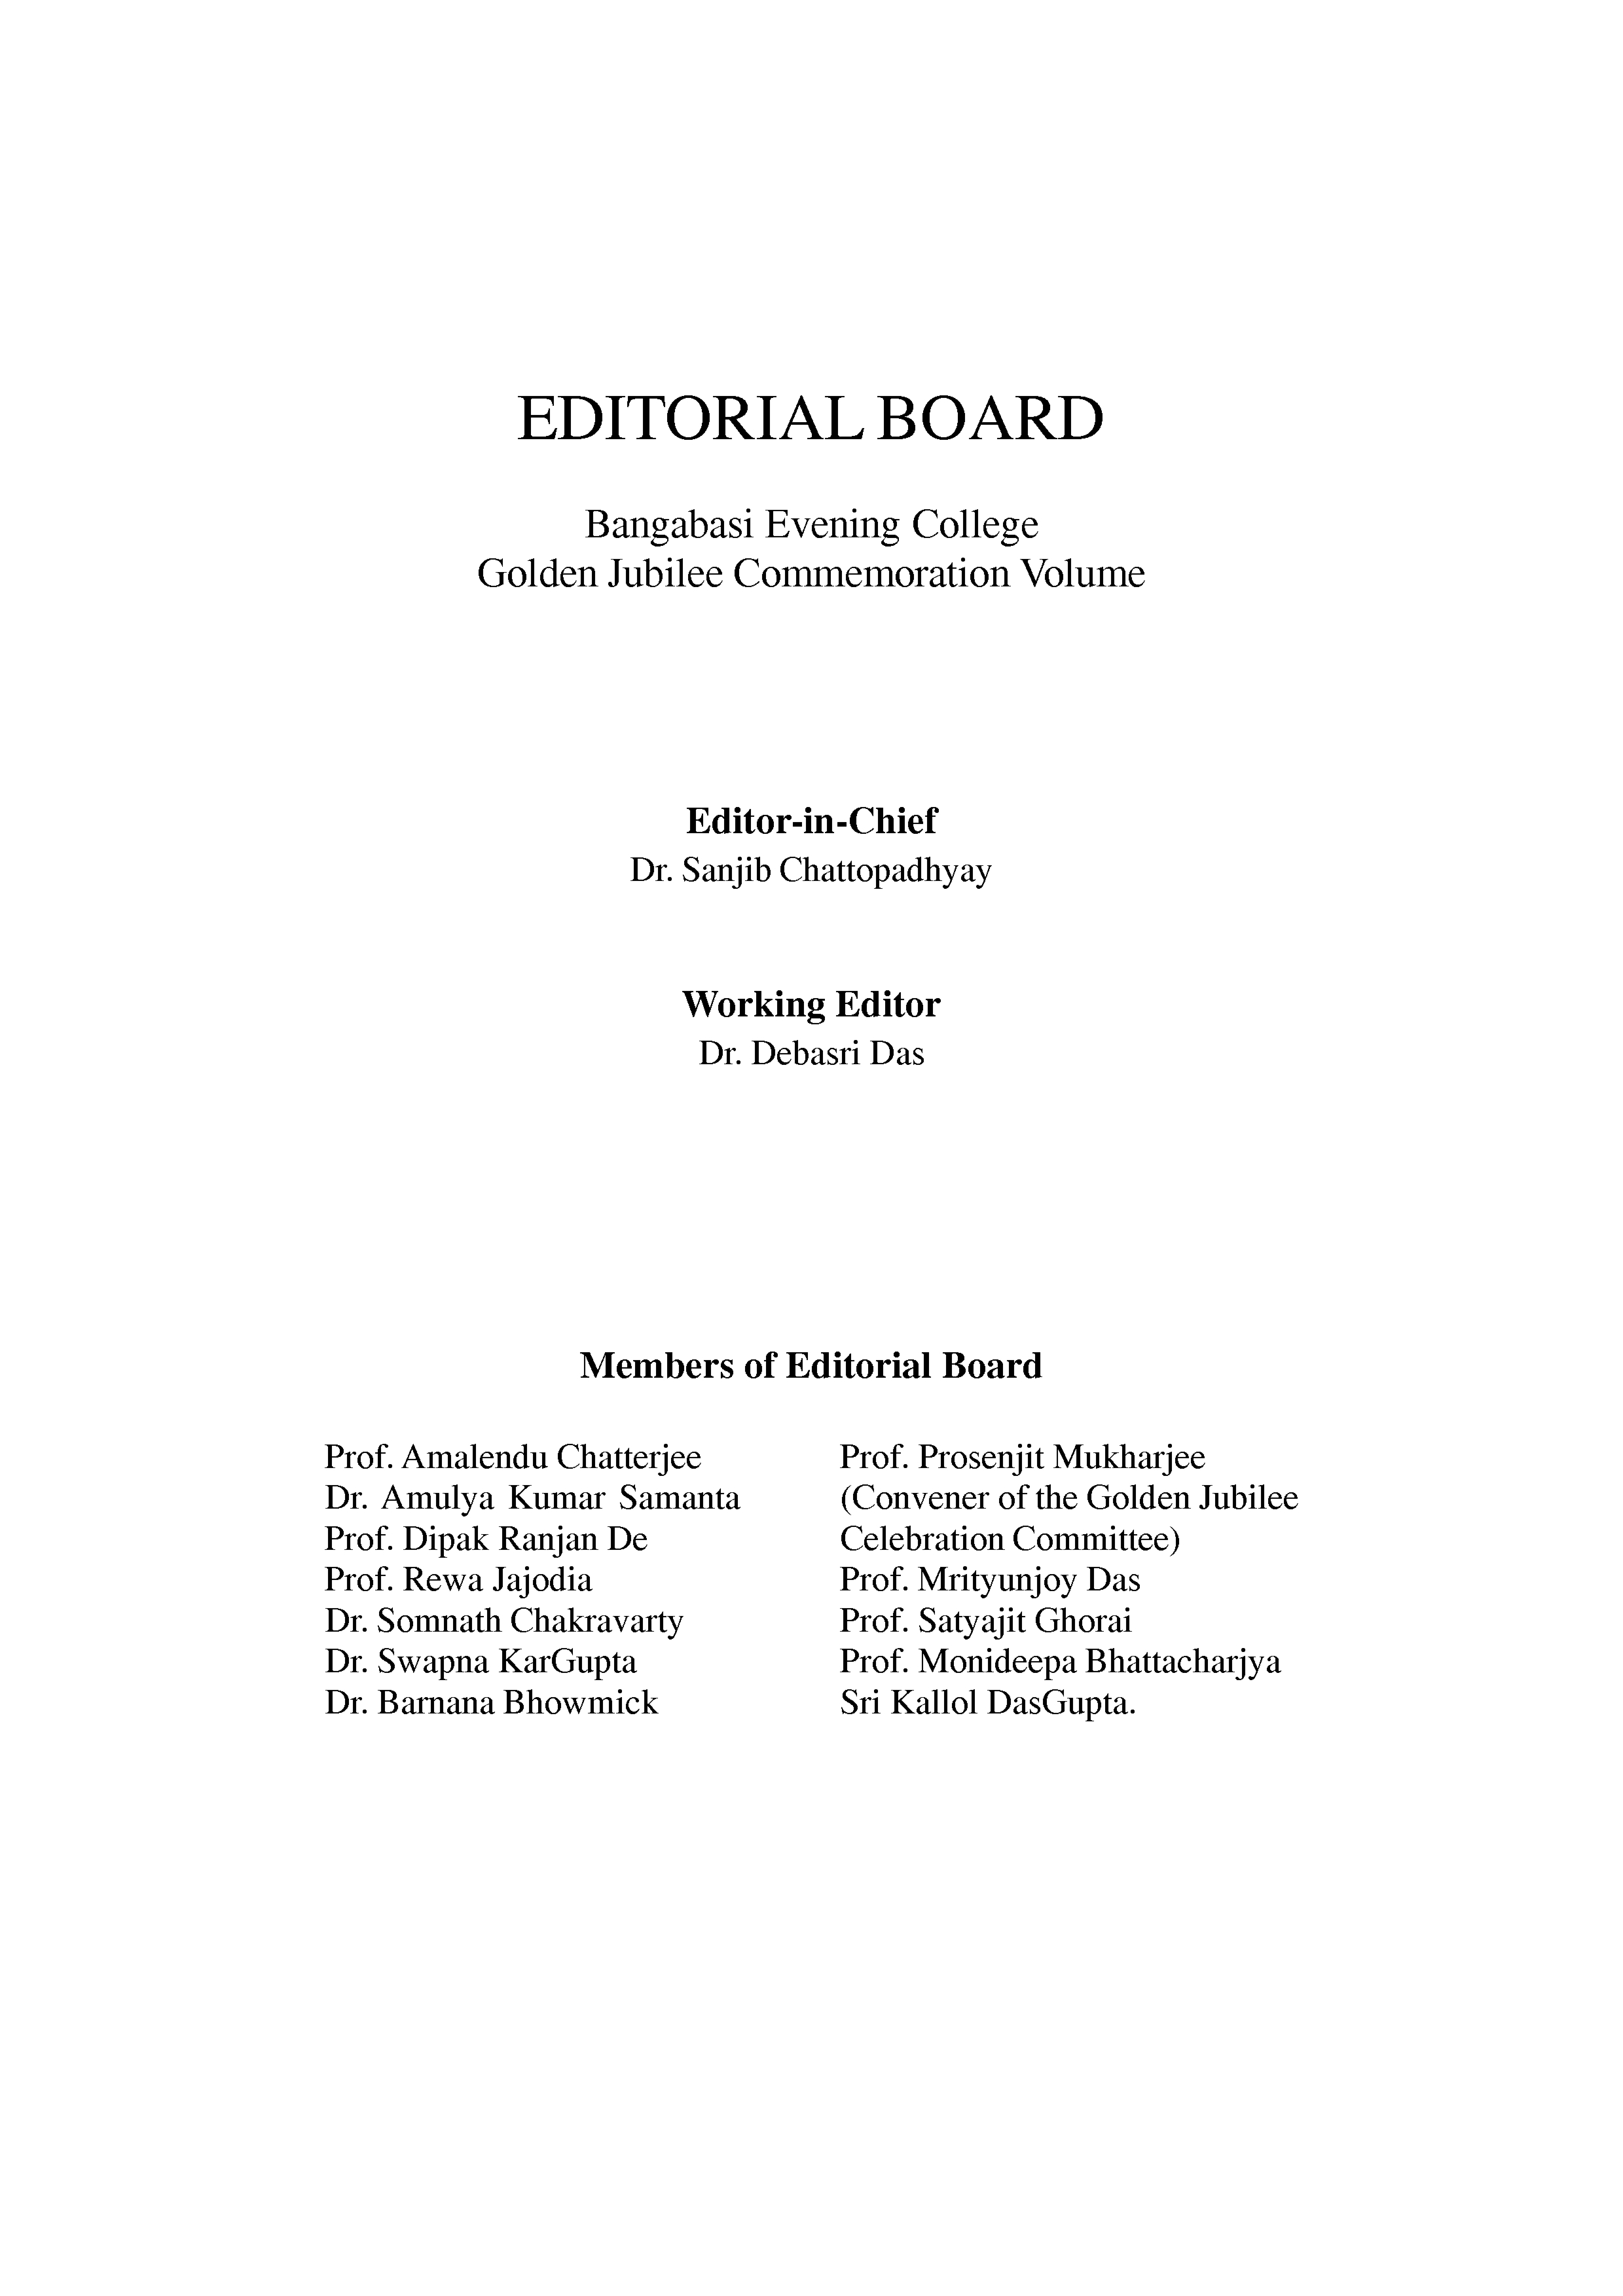 EDITORIAL BOARD
Bangabasi Evening College
Golden Jubilee Commemoration Volume
Editor-in-Chief
Dr. Sanjib Chattopadhyay
Working Editor
Dr. Debasri Das
Members of Editorial Board
Prof. Amalendu Chatterjee
Dr. Amulya Kumar Samanta
Prof. Dipak Ranjan De
Prof. Rewa Jajodia
Dr. Somnath Chakravarty
Dr. Swapna KarGupta
Dr. Barnana Bhowmick
Prof. Prosenjit Mukharjee
(Convener of the Golden Jubilee
Celebration Committee)
Prof. Mrityunjoy Das
Prof. Satyajit Ghorai
Prof. Monideepa Bhattacharjya
Sri Kallol DasGupta.